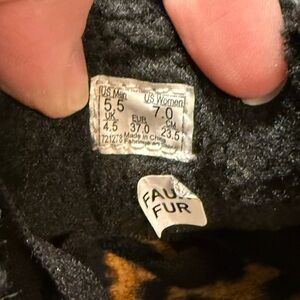 US Men US Women
5.5 7.0
UK EUR CM
4.5 37.0 23.5
721278 Made in China
FAUX
FUR